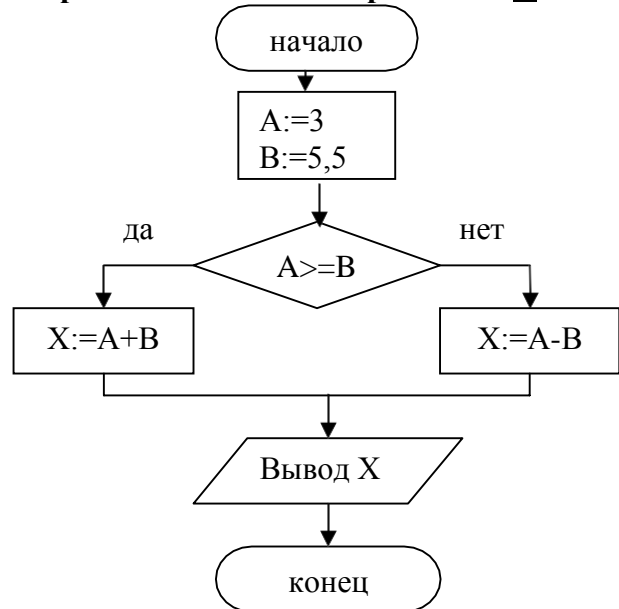 начало
A:=3
B:=5,5
да
нет
A>=B
X:=A+B
X:=A-B
Вывод X
конец